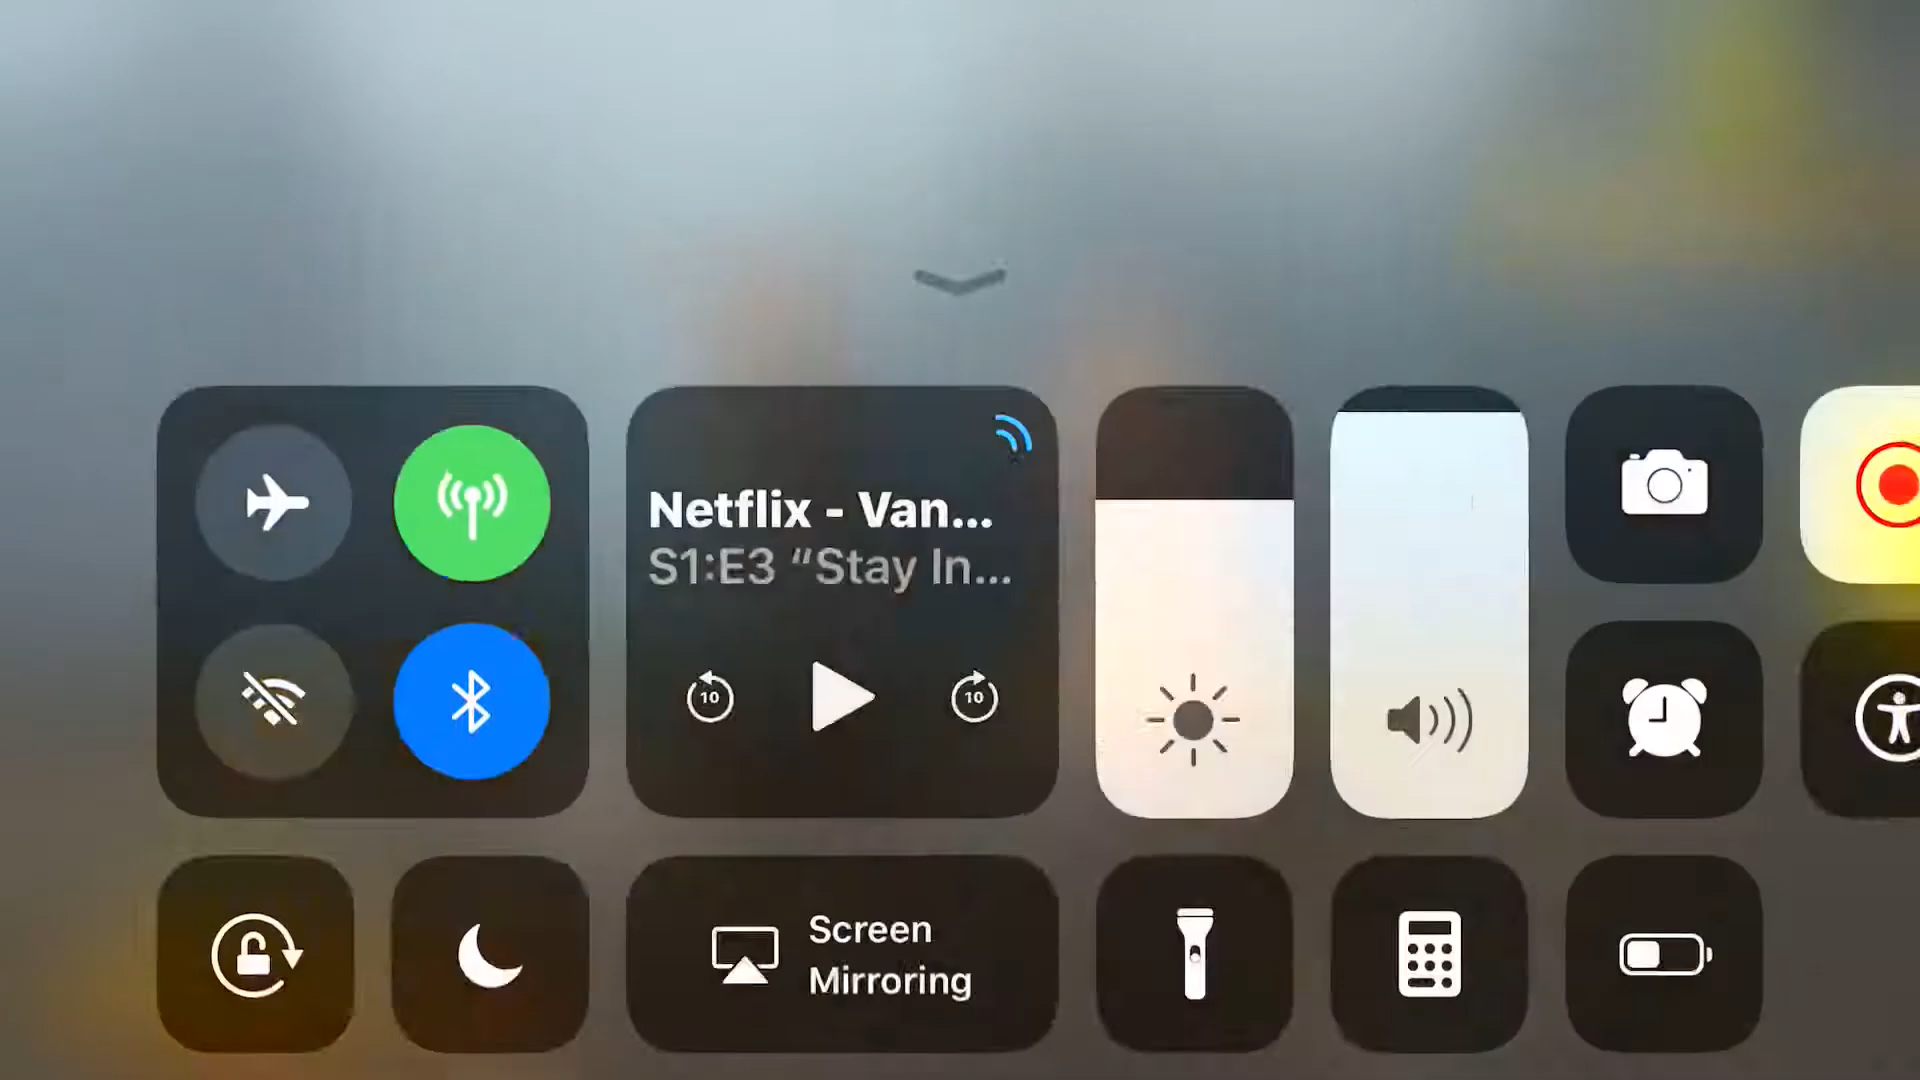 Netflix - Van...
S1:E3 “Stay In...
10
10
Screen
Mirroring